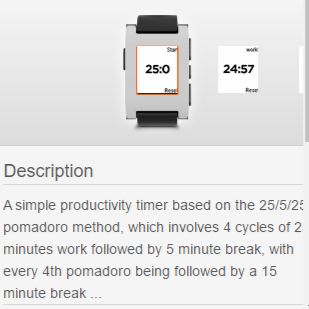 Start
work
25:0
24:57
Reset
Reset
Description
A simple productivity timer based on the 25/5/25
pomadoro method, which involves 4 cycles of 2
minutes work followed by 5 minute break, with
every 4th pomadoro being followed by a 15
minute break ...